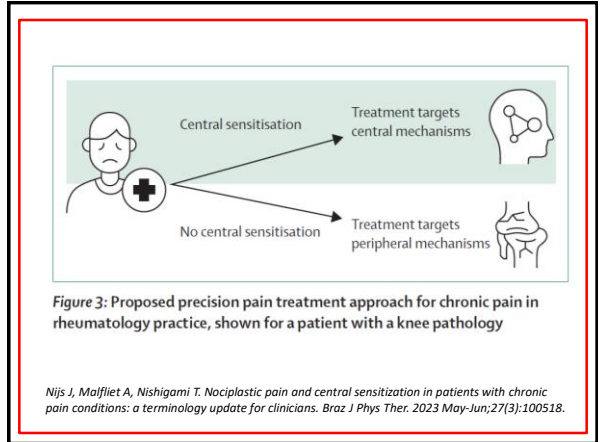 Central sensitisation
Treatment targets
central mechanisms
No central sensitisation
Treatment targets
peripheral mechanisms
Figure 3: Proposed precision pain treatment approach for chronic pain in
rheumatology practice, shown for a patient with a knee pathology
Nijs J, Malfliet A, Nishigami T. Nociplastic pain and central sensitization in patients with chronic
pain conditions: a terminology update for clinicians. Braz J Phys Ther. 2023 May-Jun;27(3):100518.